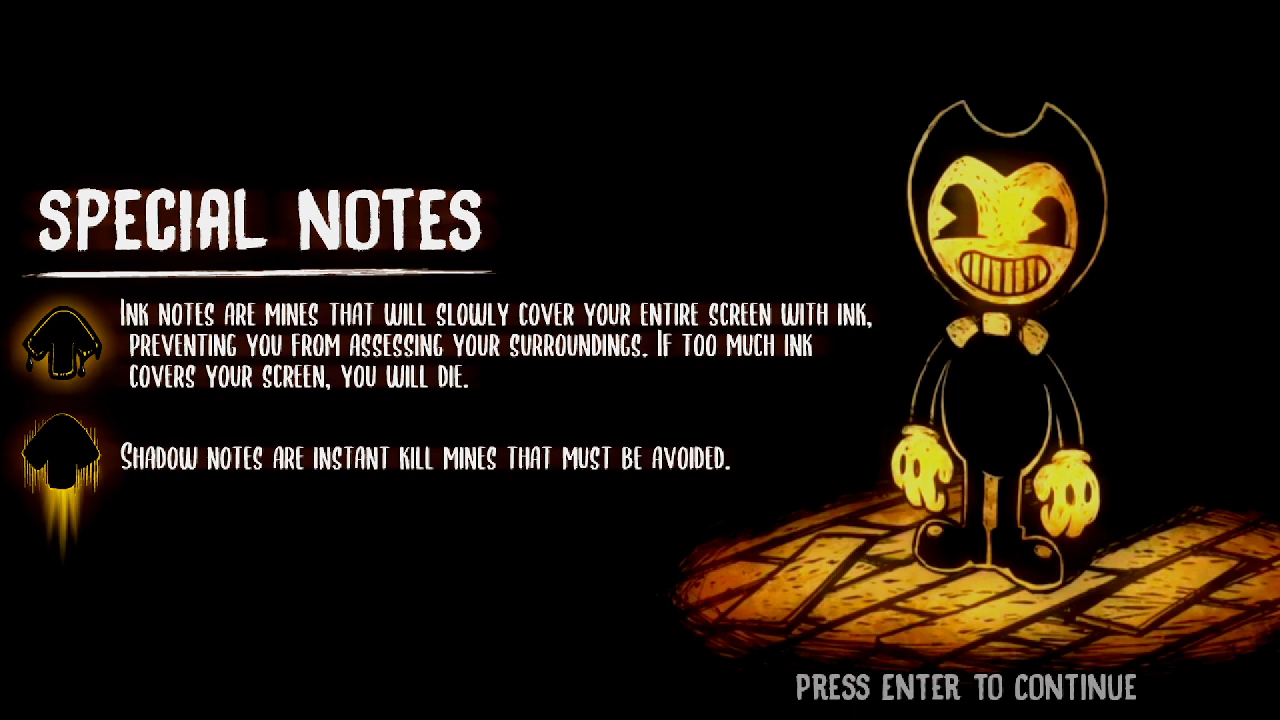 SPECIAL NOTES
Ink notes are mines that will slowly cover your entire screen with ink,
preventing you from assessing your surroundings. If too much ink
covers your screen, you will die.
Shadow notes are instant kill mines that must be avoided.
PRESS ENTER TO CONTINUE